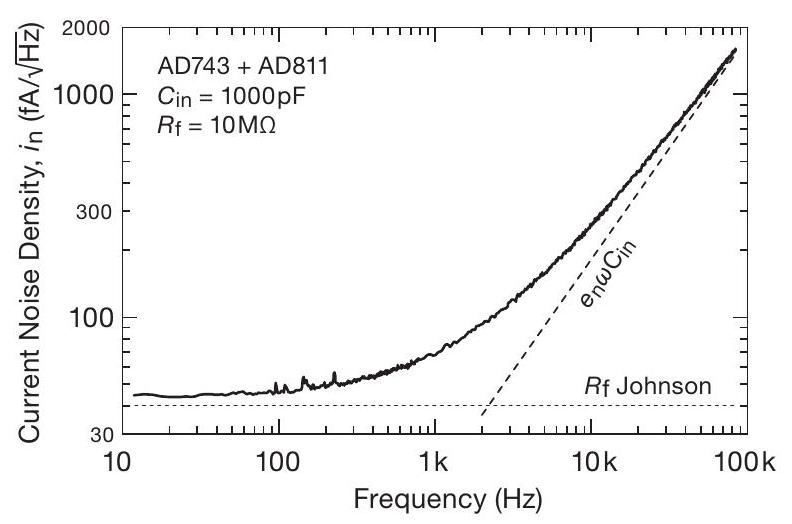 2000
1000
300
100
30
Current Noise Density, in (fA/√Hz)
AD743 + AD811
Cin = 1000pF
Rf = 10MΩ
enωCin
Rf Johnson
10
100
1k
10k
100k
Frequency (Hz)